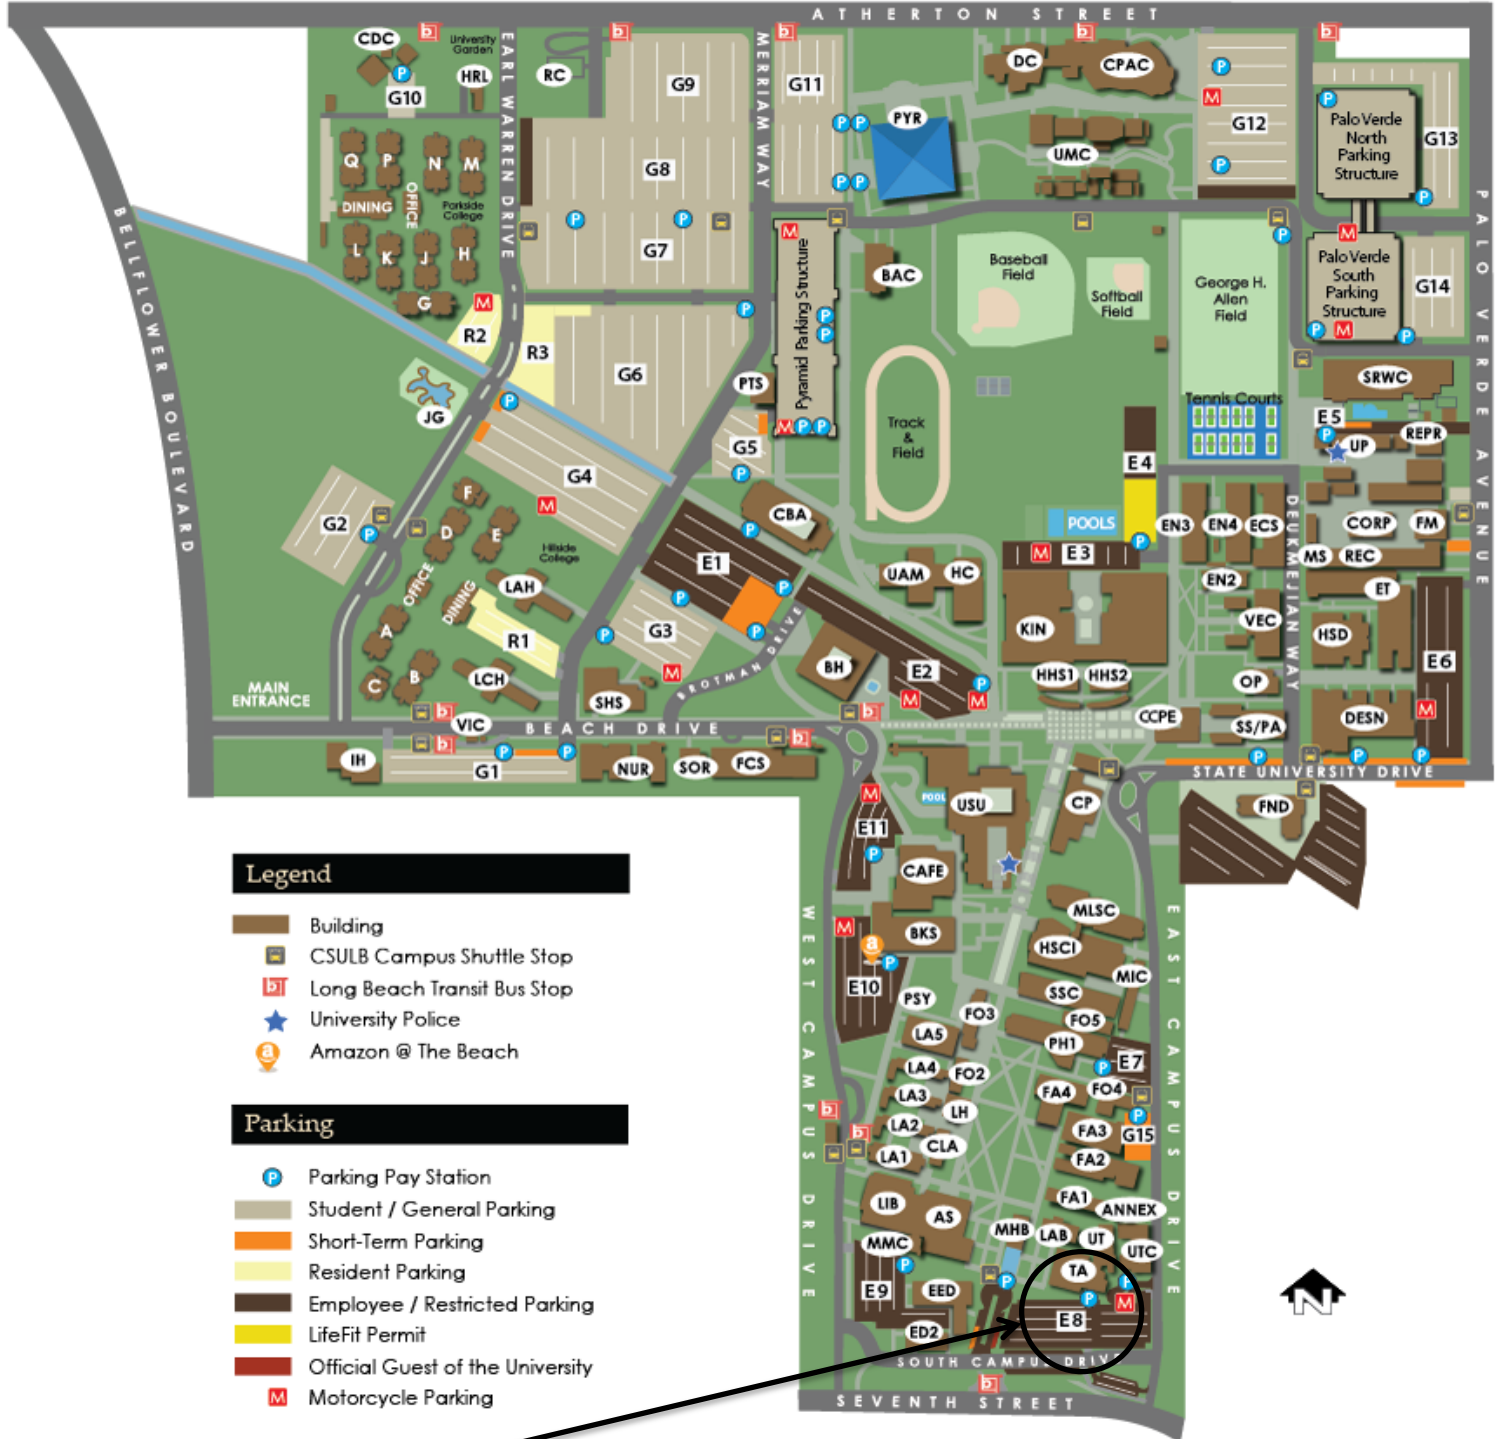 ATHERTON STREET
CDC
University
Garden
HRL
G10
EARL WARREN DRIVE
RC
G9
MERRIAM WAY
G11
DC
CPAC
G12
Palo Verde
North
Parking
Structure
G13
PYR
UMC
Q
P
N
M
G8
DINING
OFFICE
Parkside
College
L
K
J
H
G7
G
BELLFLOWER BOULEVARD
PALO VERDE AVENUE
Pyramid Parking Structure
BAC
Baseball
Field
Softball
Field
George H.
Allen
Field
Palo Verde
South
Parking
Structure
G14
R2
R3
G6
PTS
JG
SRWC
Tennis Courts
E5
UP
REPR
Track
&
Field
G5
G4
E4
G2
F
D
E
CBA
POOLS
EN3
EN4
ECS
DEUKMEJIAN WAY
CORP
FM
MS
REC
Hillside
College
E1
E3
UAM
HC
EN2
ET
OFFICE
DINING
LAH
G3
KIN
VEC
HSD
A
R1
BROTMAN DRIVE
BH
E2
E6
C
B
LCH
SHS
HHS1
HHS2
OP
MAIN
ENTRANCE
VIC
BEACH DRIVE
CCPE
SS/PA
DESN
IH
G1
NUR
SOR
FCS
STATE UNIVERSITY DRIVE
POOL
USU
CP
FND
E11
CAFE
Legend
Building
CSULB Campus Shuttle Stop
Long Beach Transit Bus Stop
University Police
Amazon @ The Beach
WEST CAMPUS DRIVE
EAST CAMPUS DRIVE
MLSC
BKS
HSCI
MIC
E10
PSY
SSC
FO3
FO5
LA5
PH1
E7
LA4
FO2
LA3
FA4
FO4
LH
LA2
FA3
G15
CLA
LA1
FA2
Parking
Parking Pay Station
Student / General Parking
Short-Term Parking
Resident Parking
Employee / Restricted Parking
LifeFit Permit
Official Guest of the University
Motorcycle Parking
LIB
AS
FA1
ANNEX
MHB
LAB
UT
MMC
UTC
TA
E9
EED
E8
ED2
SOUTH CAMPUS DRIVE
SEVENTH STREET
N